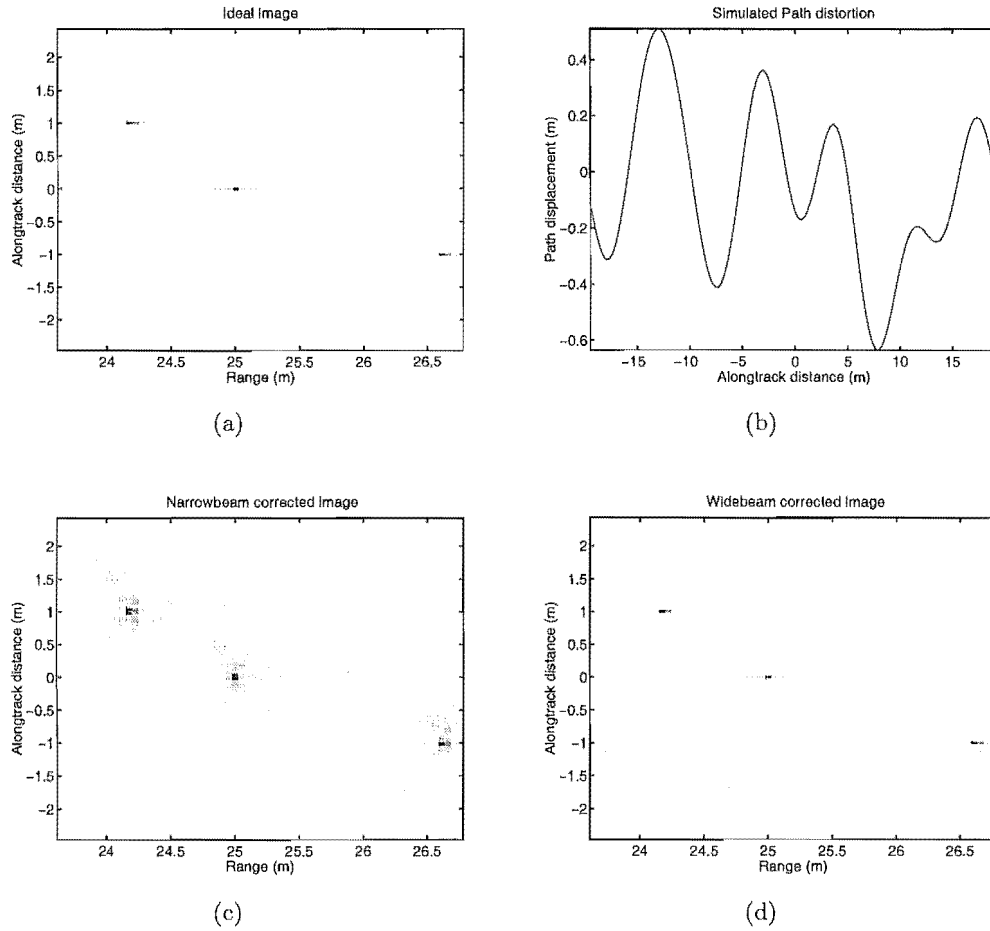 Ideal Image
Alongtrack distance (m)
2
1.5
1
0.5
0
−0.5
−1
−1.5
−2
24 24.5 25 25.5 26 26.5
Range (m)
(a)
Simulated Path distortion
Path displacement (m)
0.4
0.2
0
−0.2
−0.4
−0.6
−15 −10 −5 0 5 10 15
Alongtrack distance (m)
(b)
Narrowbeam corrected Image
Alongtrack distance (m)
2
1.5
1
0.5
0
−0.5
−1
−1.5
−2
24 24.5 25 25.5 26 26.5
Range (m)
(c)
Widebeam corrected Image
Alongtrack distance (m)
2
1.5
1
0.5
0
−0.5
−1
−1.5
−2
24 24.5 25 25.5 26 26.5
Range (m)
(d)